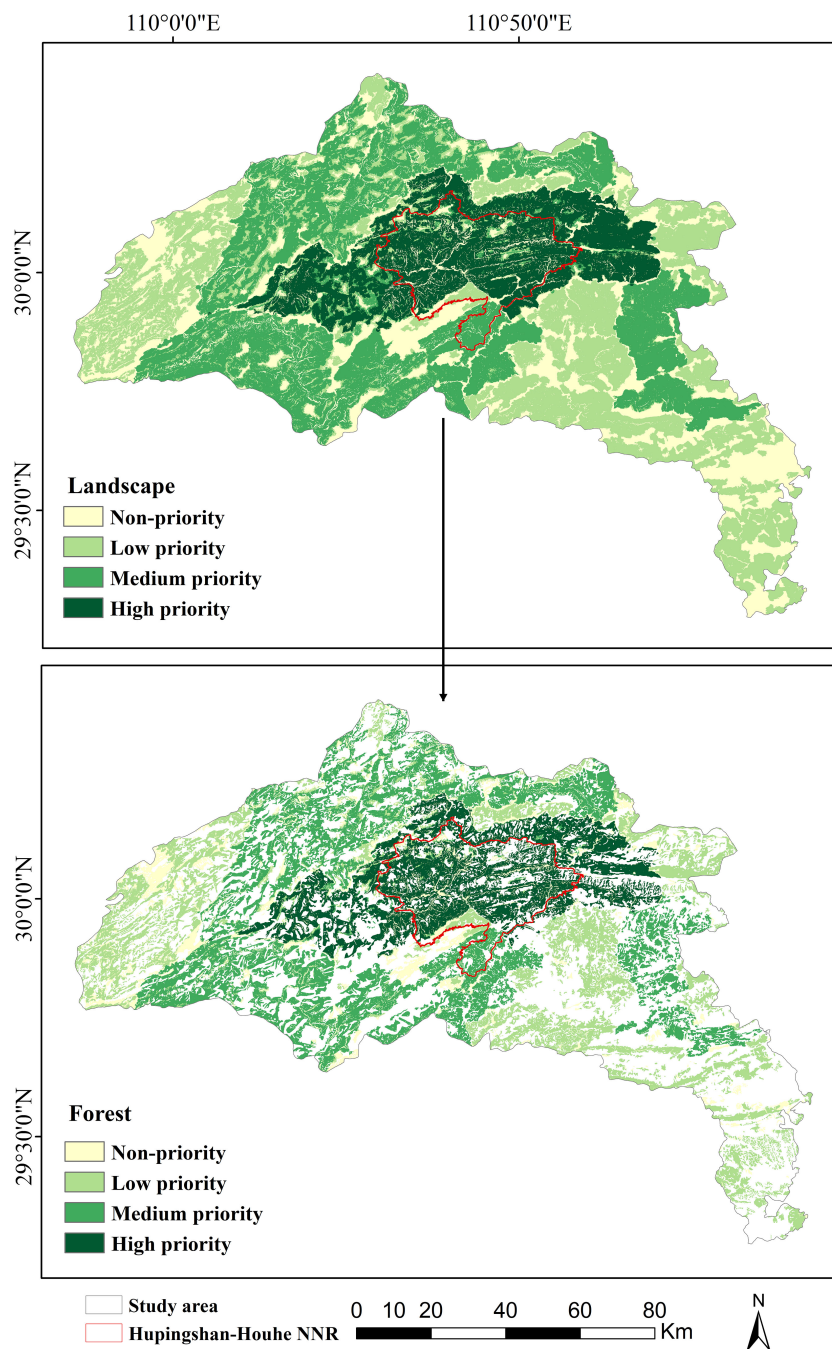 110°0'0"E 110°50'0"E
30°0'0"N
29°30'0"N
Landscape
Non-priority
Low priority
Medium priority
High priority
30°0'0"N
29°30'0"N
Forest
Non-priority
Low priority
Medium priority
High priority
Study area
Hupingshan-Houhe NNR
0 10 20 40 60 80
Km
N